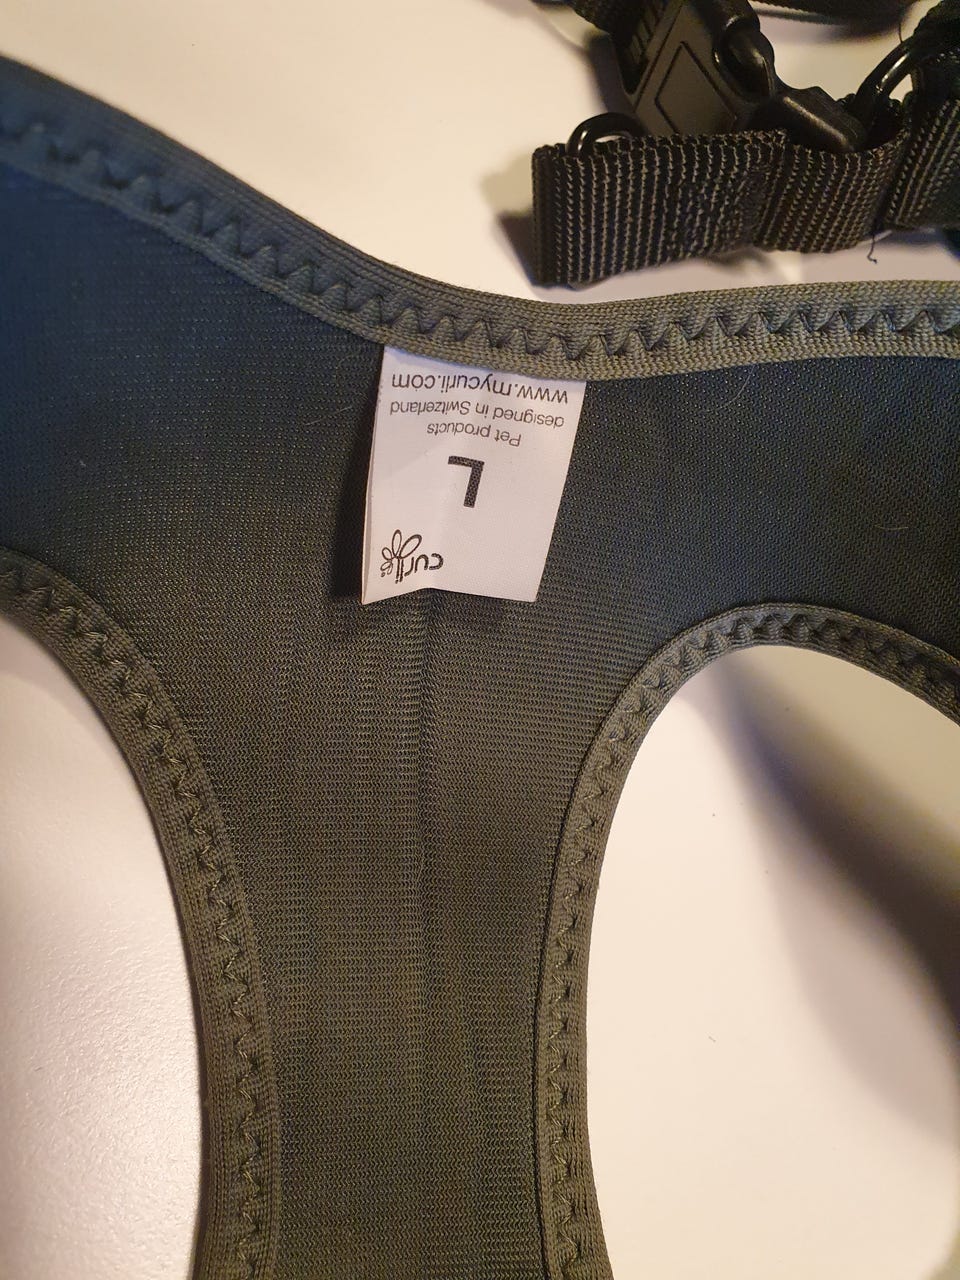 curli
L
Pet products
designed in Switzerland
www.mycurli.com